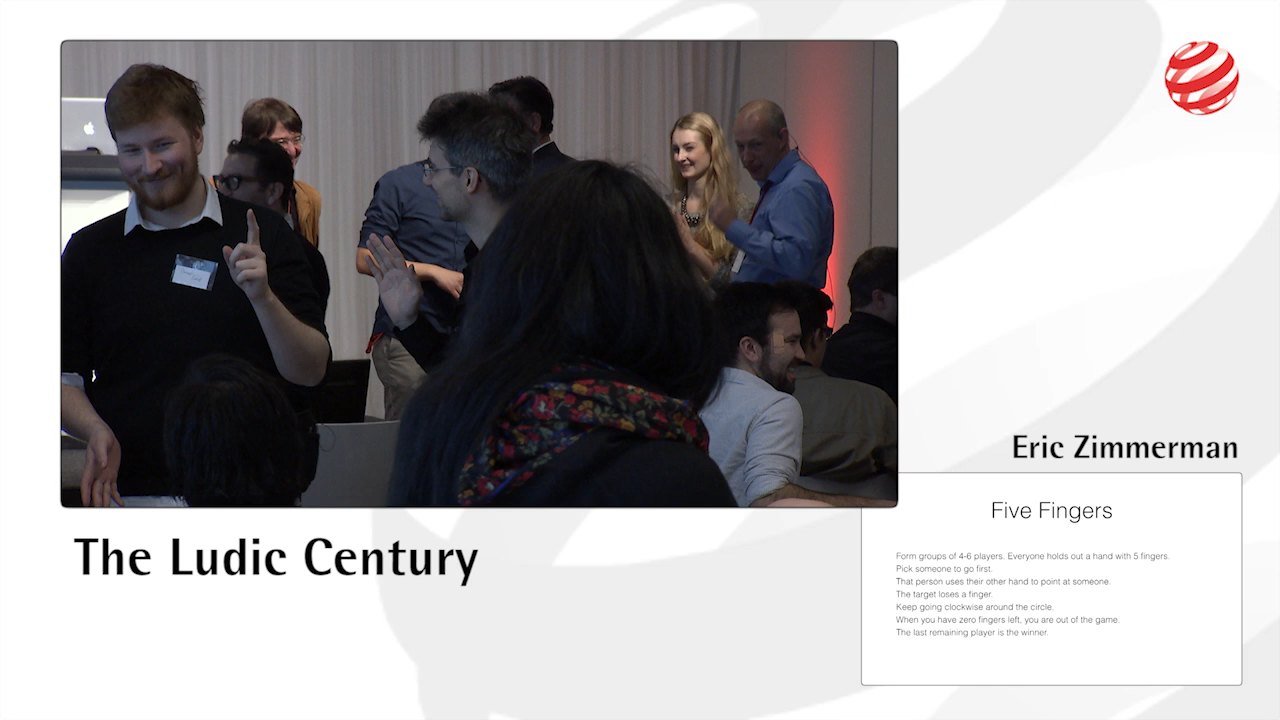 The Ludic Century
Eric Zimmerman
Five Fingers
Form groups of 4-6 players. Everyone holds out a hand with 5 fingers.
Pick someone to go first.
That person uses their other hand to point at someone.
The target loses a finger.
Keep going clockwise around the circle.
When you have zero fingers left, you are out of the game.
The last remaining player is the winner.